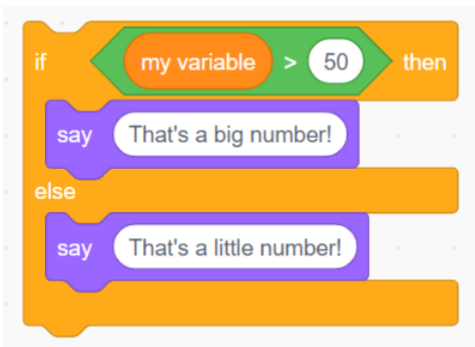 if my variable > 50 then
say That's a big number!
else
say That's a little number!